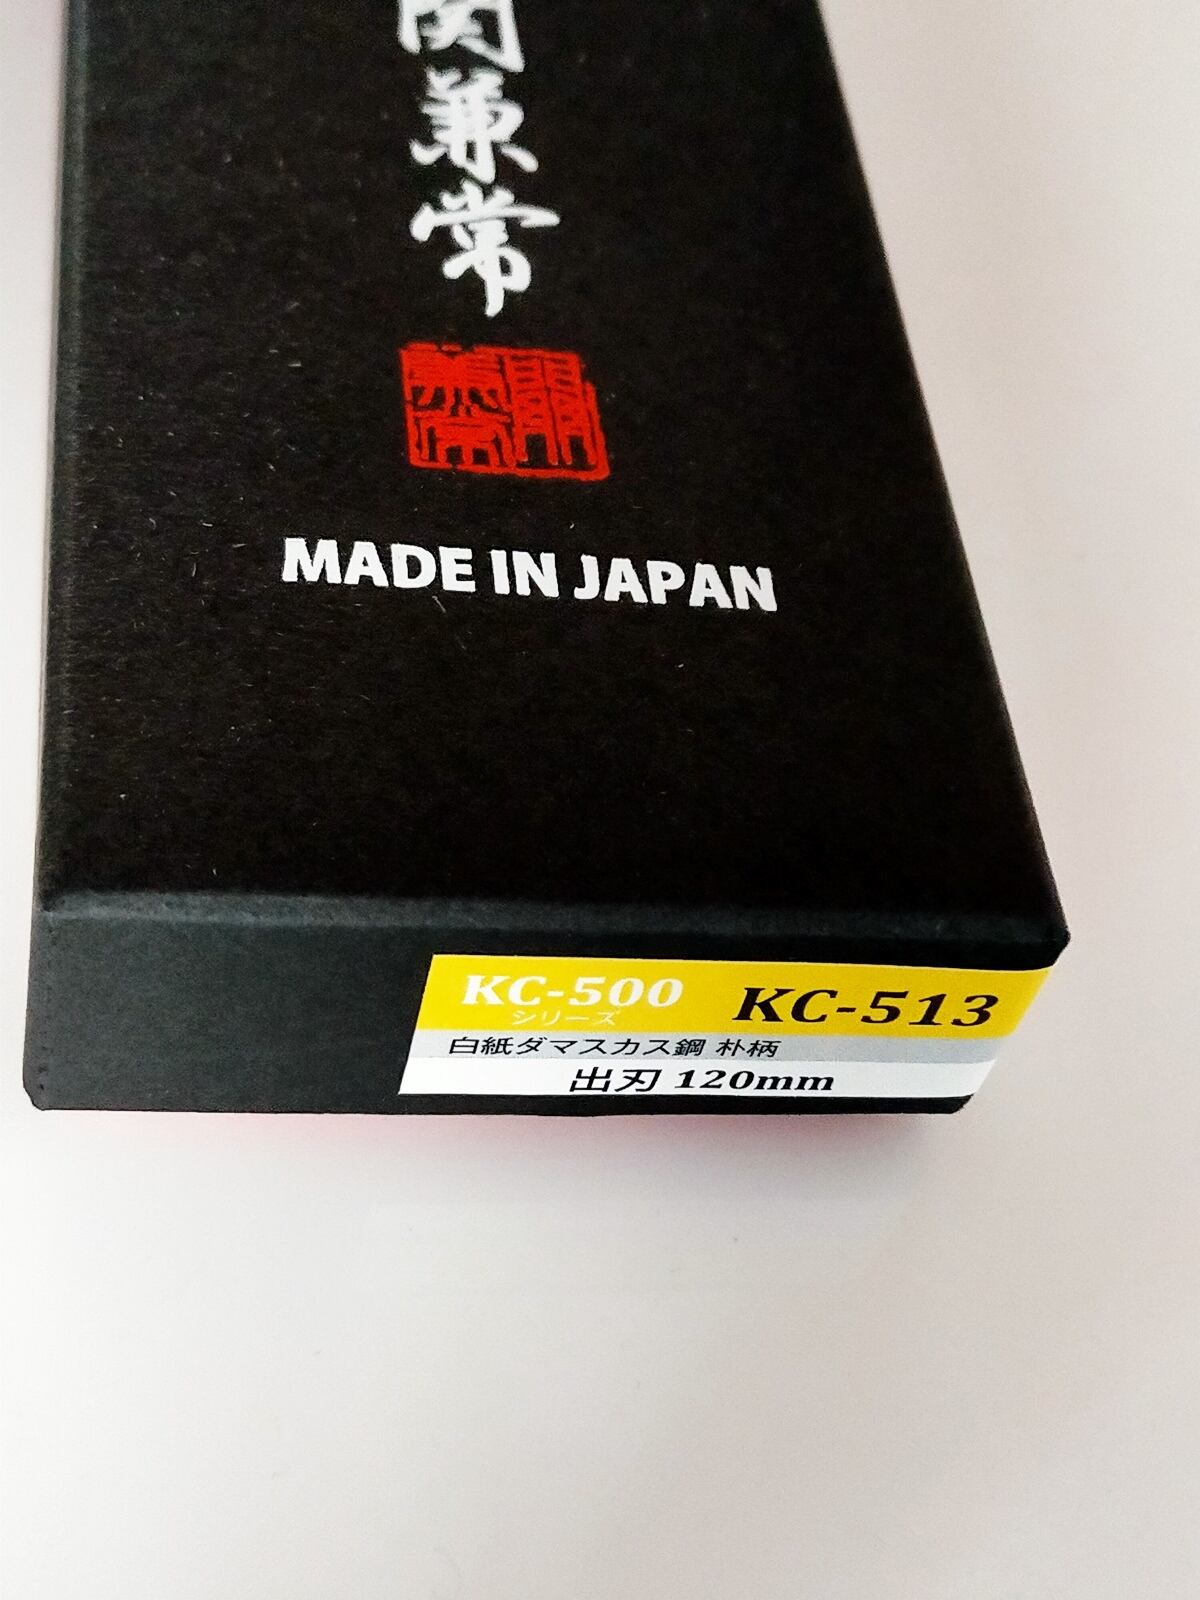 関兼常
MADE IN JAPAN
KC-500 KC-513
シリーズ
白紙ダマスカス鋼 朴柄
出刃 120mm